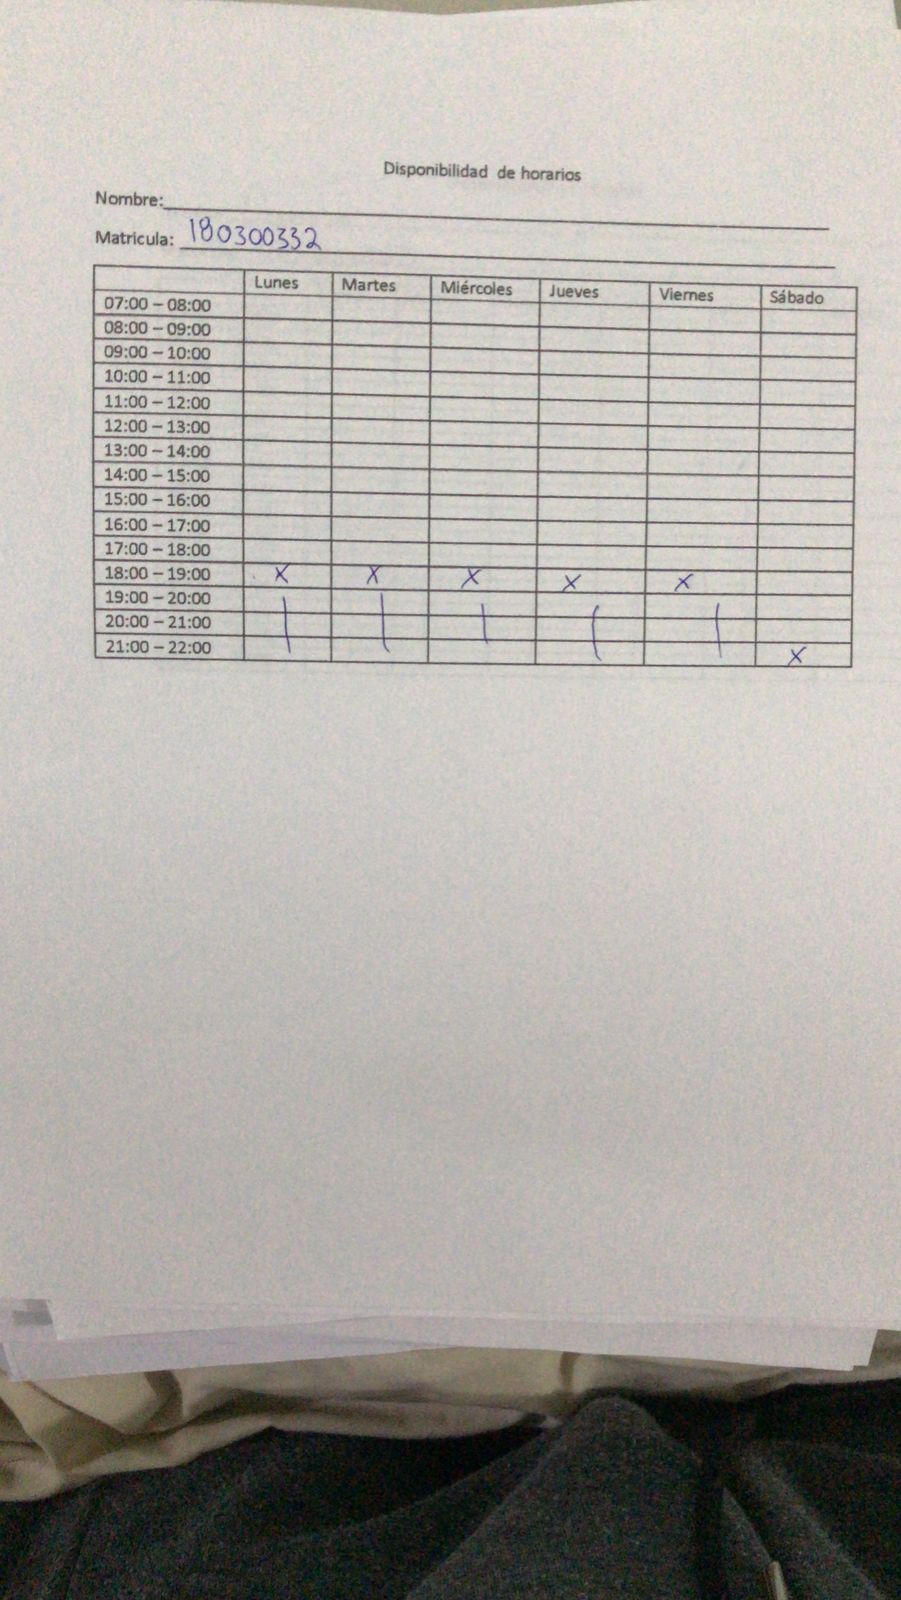 Disponibilidad de horarios
Nombre:
Matricula: 180300332
Lunes Martes Miércoles Jueves Viernes Sábado
07:00 – 08:00
08:00 – 09:00
09:00 – 10:00
10:00 – 11:00
11:00 – 12:00
12:00 – 13:00
13:00 – 14:00
14:00 – 15:00
15:00 – 16:00
16:00 – 17:00
17:00 – 18:00
18:00 – 19:00 X X X X X
19:00 – 20:00
20:00 – 21:00
21:00 – 22:00 X